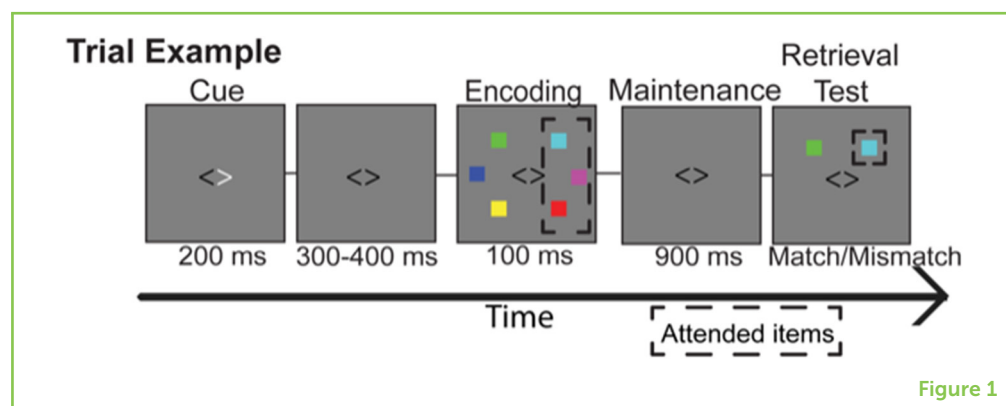 Trial Example
Cue
Encoding
Maintenance
Retrieval
Test
<>
<>
<>
<>
<>
200 ms
300-400 ms
100 ms
900 ms
Match/Mismatch
Time
Attended items
Figure 1